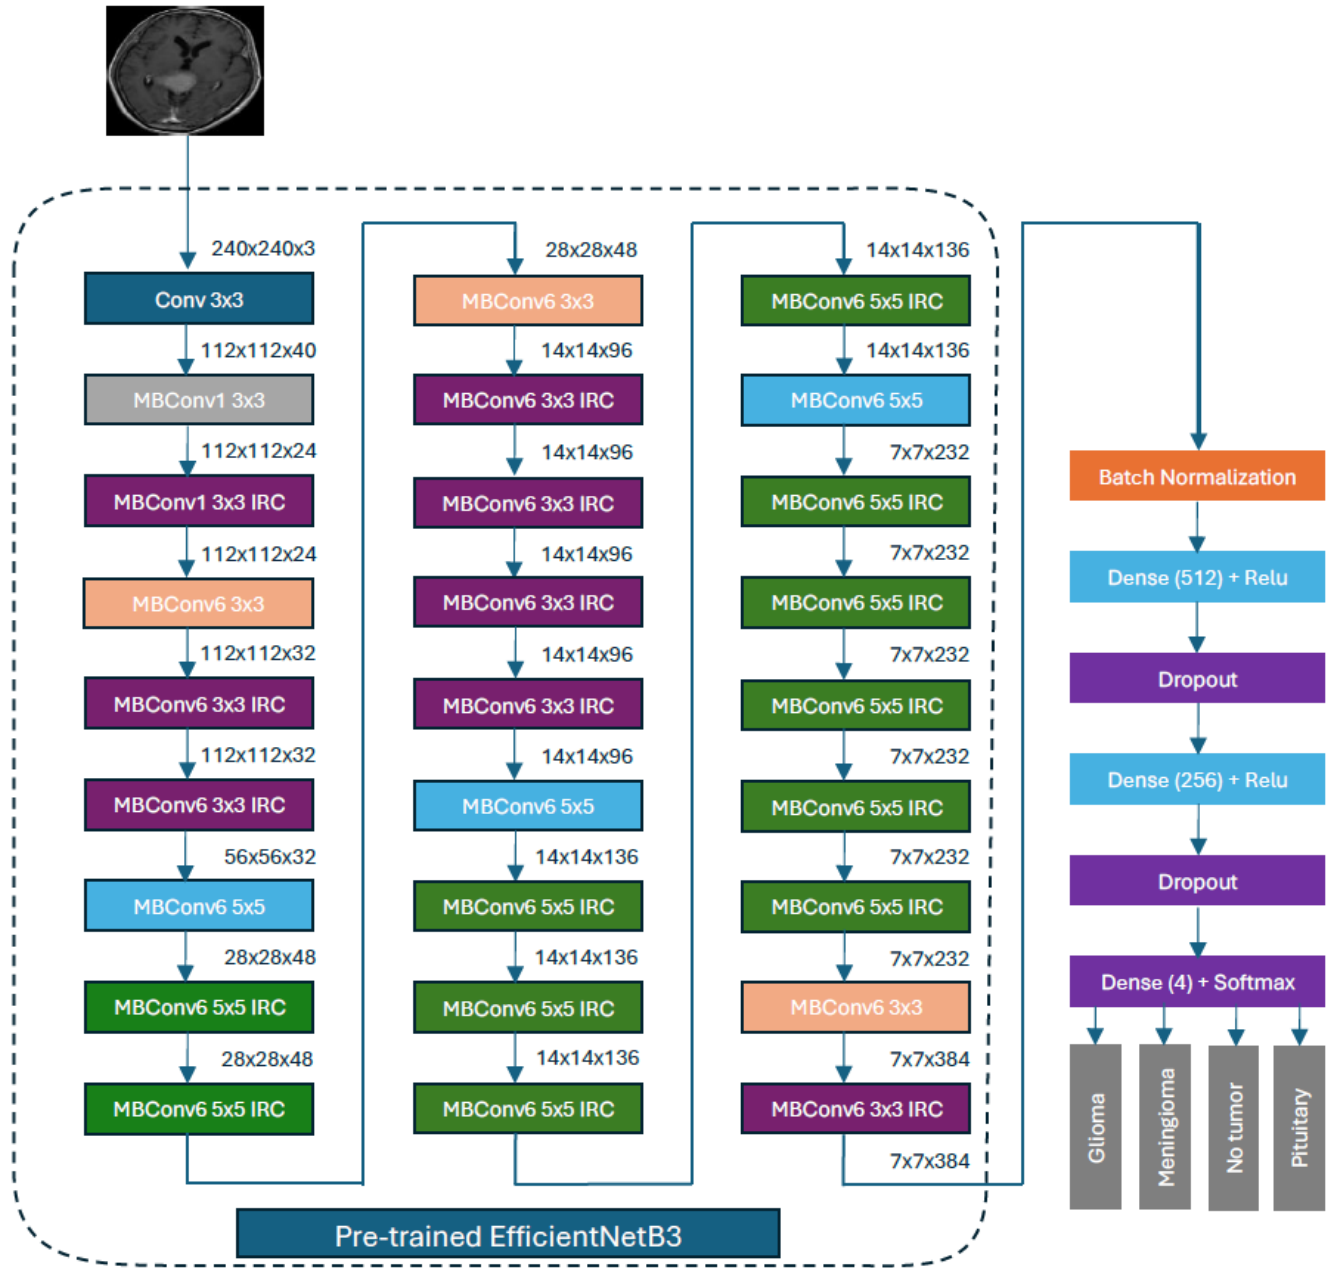 240x240x3
Conv 3x3
112x112x40
MBConv1 3x3
112x112x24
MBConv1 3x3 IRC
112x112x24
MBConv6 3x3
112x112x32
MBConv6 3x3 IRC
112x112x32
MBConv6 3x3 IRC
56x56x32
MBConv6 5x5
28x28x48
MBConv6 5x5 IRC
28x28x48
MBConv6 5x5 IRC
28x28x48
MBConv6 3x3
14x14x96
MBConv6 3x3 IRC
14x14x96
MBConv6 3x3 IRC
14x14x96
MBConv6 3x3 IRC
14x14x96
MBConv6 3x3 IRC
14x14x96
MBConv6 5x5
14x14x136
MBConv6 5x5 IRC
14x14x136
MBConv6 5x5 IRC
14x14x136
MBConv6 5x5 IRC
14x14x136
MBConv6 5x5 IRC
14x14x136
MBConv6 5x5
7x7x232
MBConv6 5x5 IRC
7x7x232
MBConv6 5x5 IRC
7x7x232
MBConv6 5x5 IRC
7x7x232
MBConv6 5x5 IRC
7x7x232
MBConv6 5x5 IRC
7x7x232
MBConv6 3x3
7x7x384
MBConv6 3x3 IRC
7x7x384
Pre-trained EfficientNetB3
Batch Normalization
Dense (512) + Relu
Dropout
Dense (256) + Relu
Dropout
Dense (4) + Softmax
Glioma
Meningioma
No tumor
Pituitary